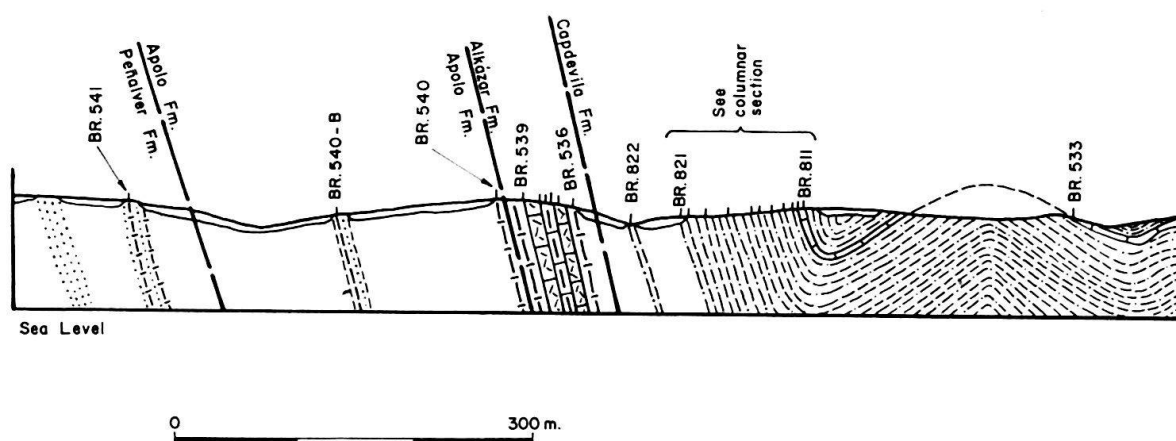 Apolo Fm.
Peñalver Fm.
BR.541
BR.540-B
BR.540
Alkázar Fm.
Apolo Fm.
BR.539
BR.536
Capdevila Fm.
BR.822
BR.821
See
columnar
section
BR.811
BR.533
Sea Level
0
300 m.